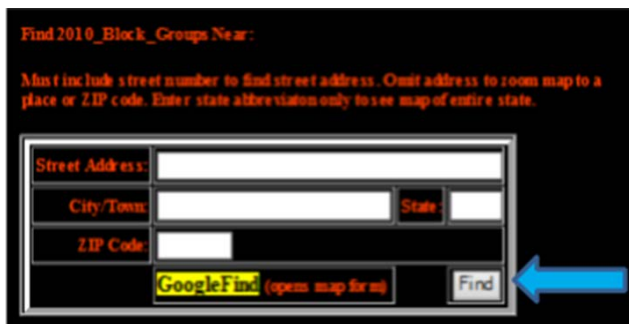 Find 2010_Block_Groups Near:
Must include street number to find street address. Omit address to zoom map to a
place or ZIP code. Enter state abbreviaton only to see map of entire state.
Street Address:
City/Town: State:
ZIP Code:
GoogleFind (opens map form) Find